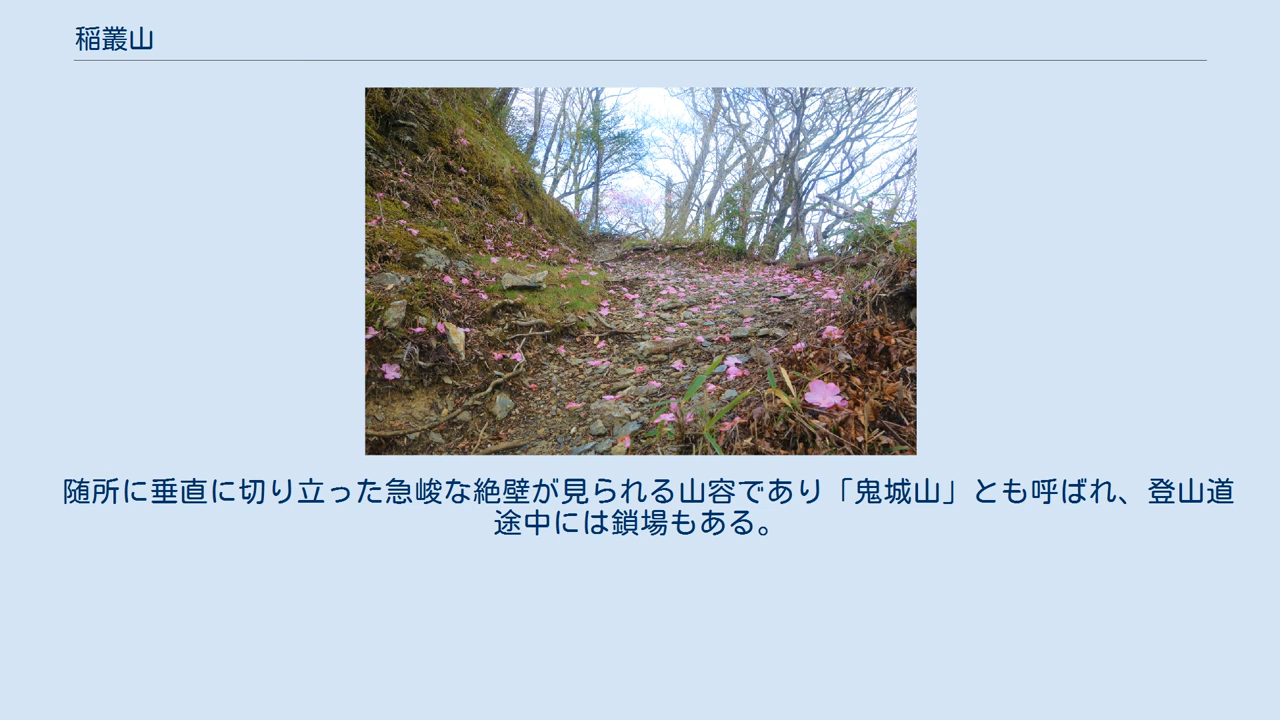 稲叢山
随所に垂直に切り立った急峻な絶壁が見られる山容であり「鬼城山」とも呼ばれ、登山道
途中には鎖場もある。